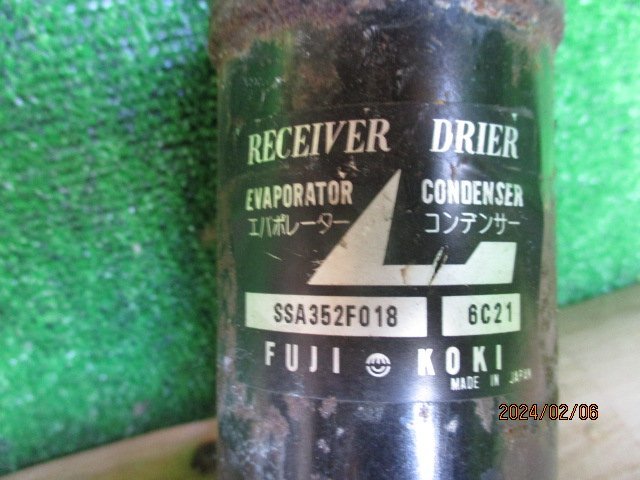 RECEIVER DRIER
EVAPORATOR CONDENSER
エバポレーター コンデンサー
SSA352F018 6C21
FUJI KOKI
MADE IN JAPAN
2024/02/06